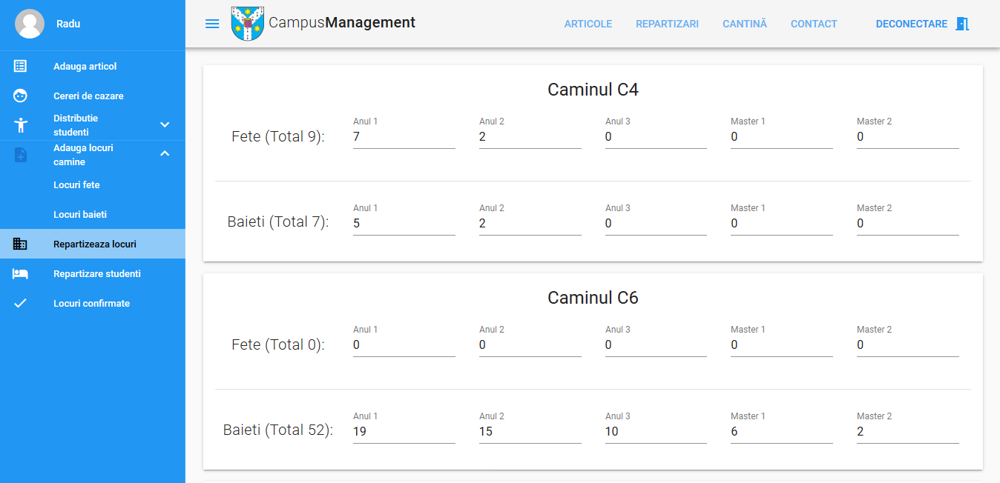 Radu
CampusManagement
ARTICOLE
REPARTIZARI
CANTINĂ
CONTACT
DECONECTARE
Adauga articol
Cereri de cazare
Distributie
studenti
Adauga locuri
camine
Locuri fete
Locuri baieti
Repartizeaza locuri
Repartizare studenti
Locuri confirmate
Caminul C4
Anul 1 Anul 2 Anul 3 Master 1 Master 2
Fete (Total 9): 7 2 0 0 0
Anul 1 Anul 2 Anul 3 Master 1 Master 2
Baieti (Total 7): 5 2 0 0 0
Caminul C6
Anul 1 Anul 2 Anul 3 Master 1 Master 2
Fete (Total 0): 0 0 0 0 0
Anul 1 Anul 2 Anul 3 Master 1 Master 2
Baieti (Total 52): 19 15 10 6 2